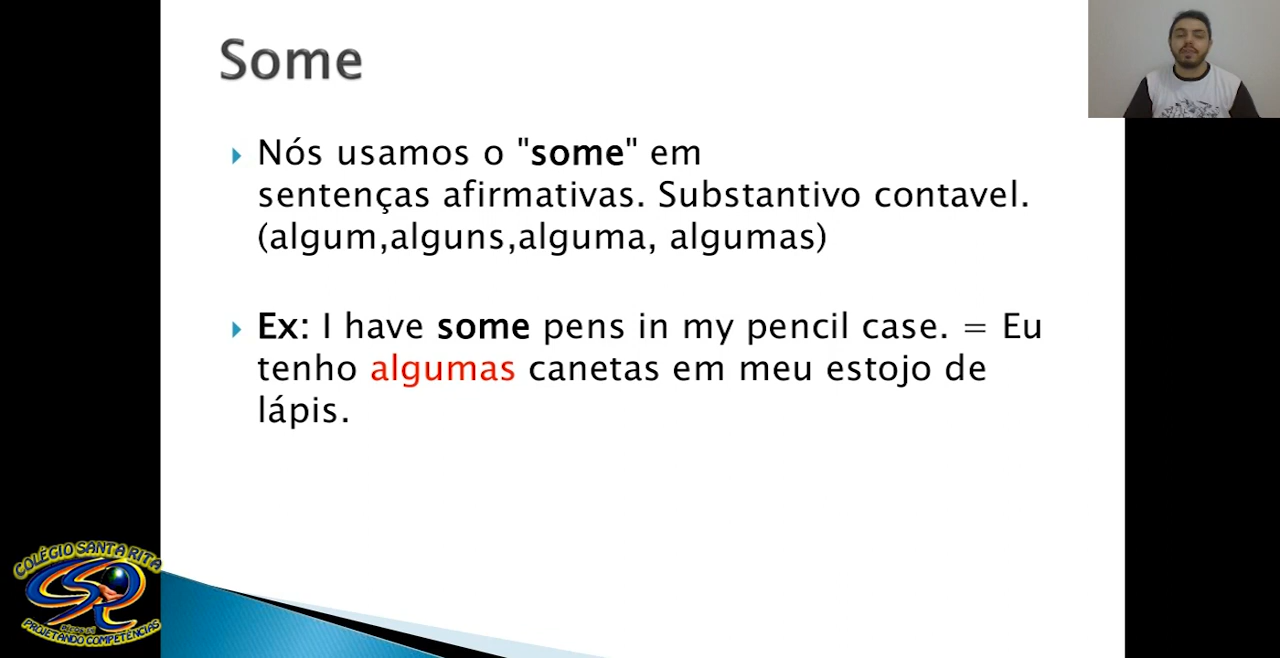 Some
Nós usamos o "some" em
sentenças afirmativas. Substantivo contavel.
(algum,alguns,alguma, algumas)
Ex: I have some pens in my pencil case. = Eu
tenho algumas canetas em meu estojo de
lápis.
COLÉGIO SANTA RITA
PROJETANDO COMPETÊNCIAS